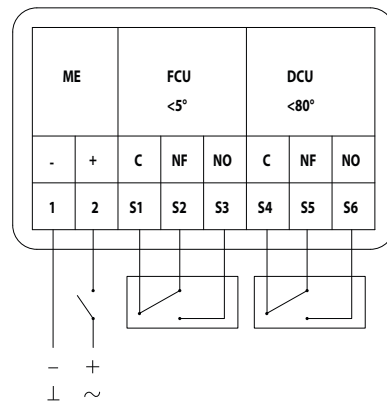 ME FCU DCU
<5° <80°
- + C NF NO C NF NO
1 2 S1 S2 S3 S4 S5 S6
− +
⊥ ~